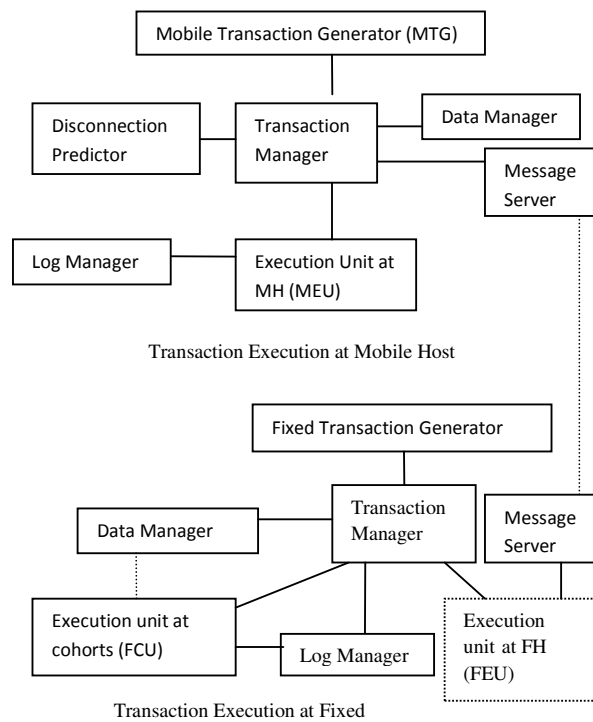 Mobile Transaction Generator (MTG)
Disconnection
Predictor
Transaction
Manager
Data Manager
Message
Server
Log Manager
Execution Unit at
MH (MEU)
Transaction Execution at Mobile Host
Fixed Transaction Generator
Data Manager
Transaction
Manager
Message
Server
Execution unit at
cohorts (FCU)
Log Manager
Execution
unit at FH
(FEU)
Transaction Execution at Fixed